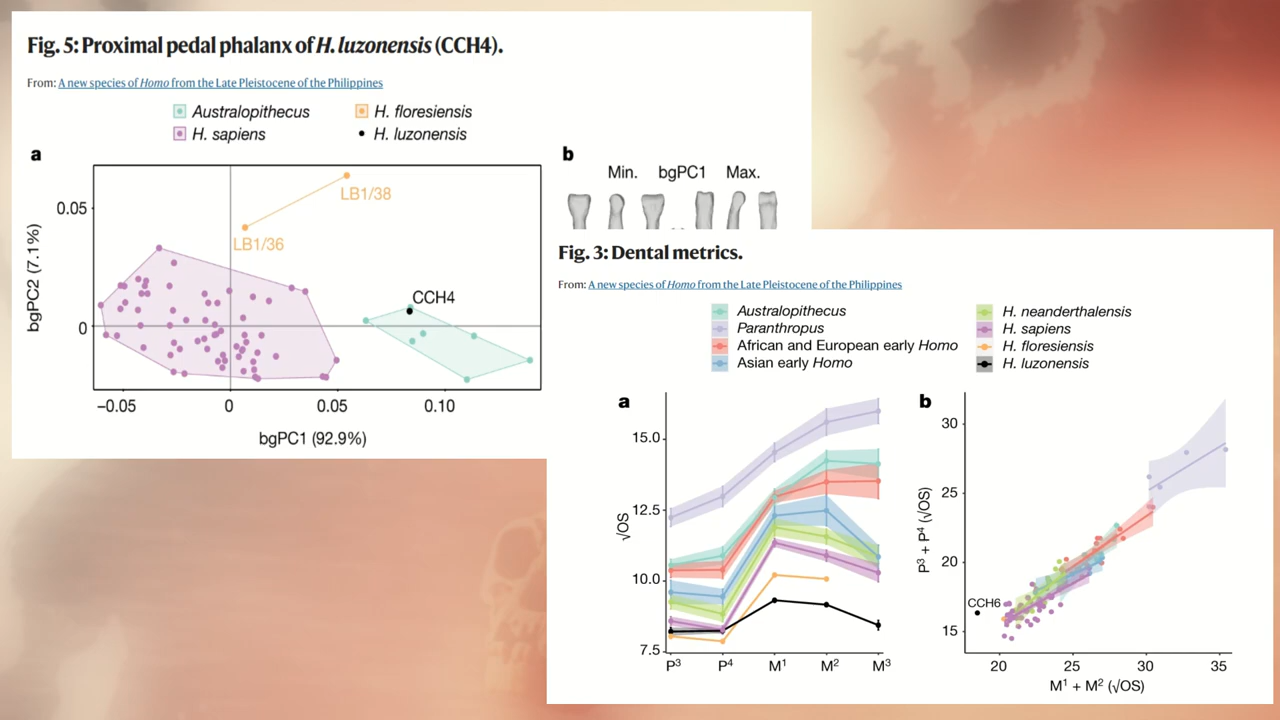 Fig. 5: Proximal pedal phalanx of H. luzonensis (CCH4).
From: A new species of Homo from the Late Pleistocene of the Philippines
Australopithecus
H. floresiensis
H. sapiens
H. luzonensis
a
bgPC2 (7.1%)
0.05
0
LB1/38
LB1/36
CCH4
−0.05
0
0.05
0.10
bgPC1 (92.9%)
b
Min.
bgPC1
Max.
Fig. 3: Dental metrics.
From: A new species of Homo from the Late Pleistocene of the Philippines
Australopithecus
Paranthropus
African and European early Homo
Asian early Homo
H. neanderthalensis
H. sapiens
H. floresiensis
H. luzonensis
a
√OS
15.0
12.5
10.0
7.5
P³
P⁴
M¹
M²
M³
b
P³ + P⁴ (√OS)
30
25
20
15
CCH6
20
25
30
35
M¹ + M² (√OS)